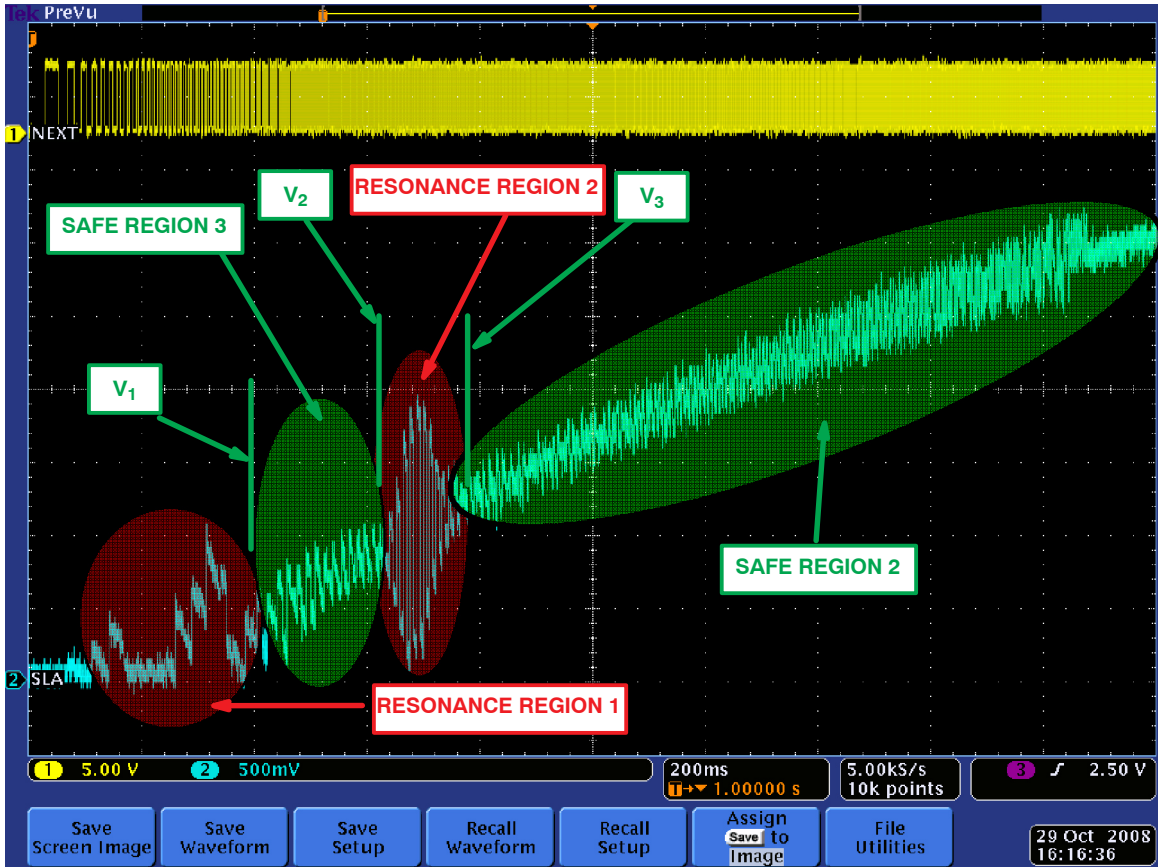 Tek PreVu
1 NEXT
V2
RESONANCE REGION 2
V3
SAFE REGION 3
V1
SAFE REGION 2
2 SLA
RESONANCE REGION 1
1 5.00 V 2 500mV
200ms
T→▼ 1.00000 s
5.00kS/s
10k points
3 ʃ 2.50 V
Save
Screen Image
Save
Waveform
Save
Setup
Recall
Waveform
Recall
Setup
Assign
Save to
Image
File
Utilities
29 Oct 2008
16:16:36